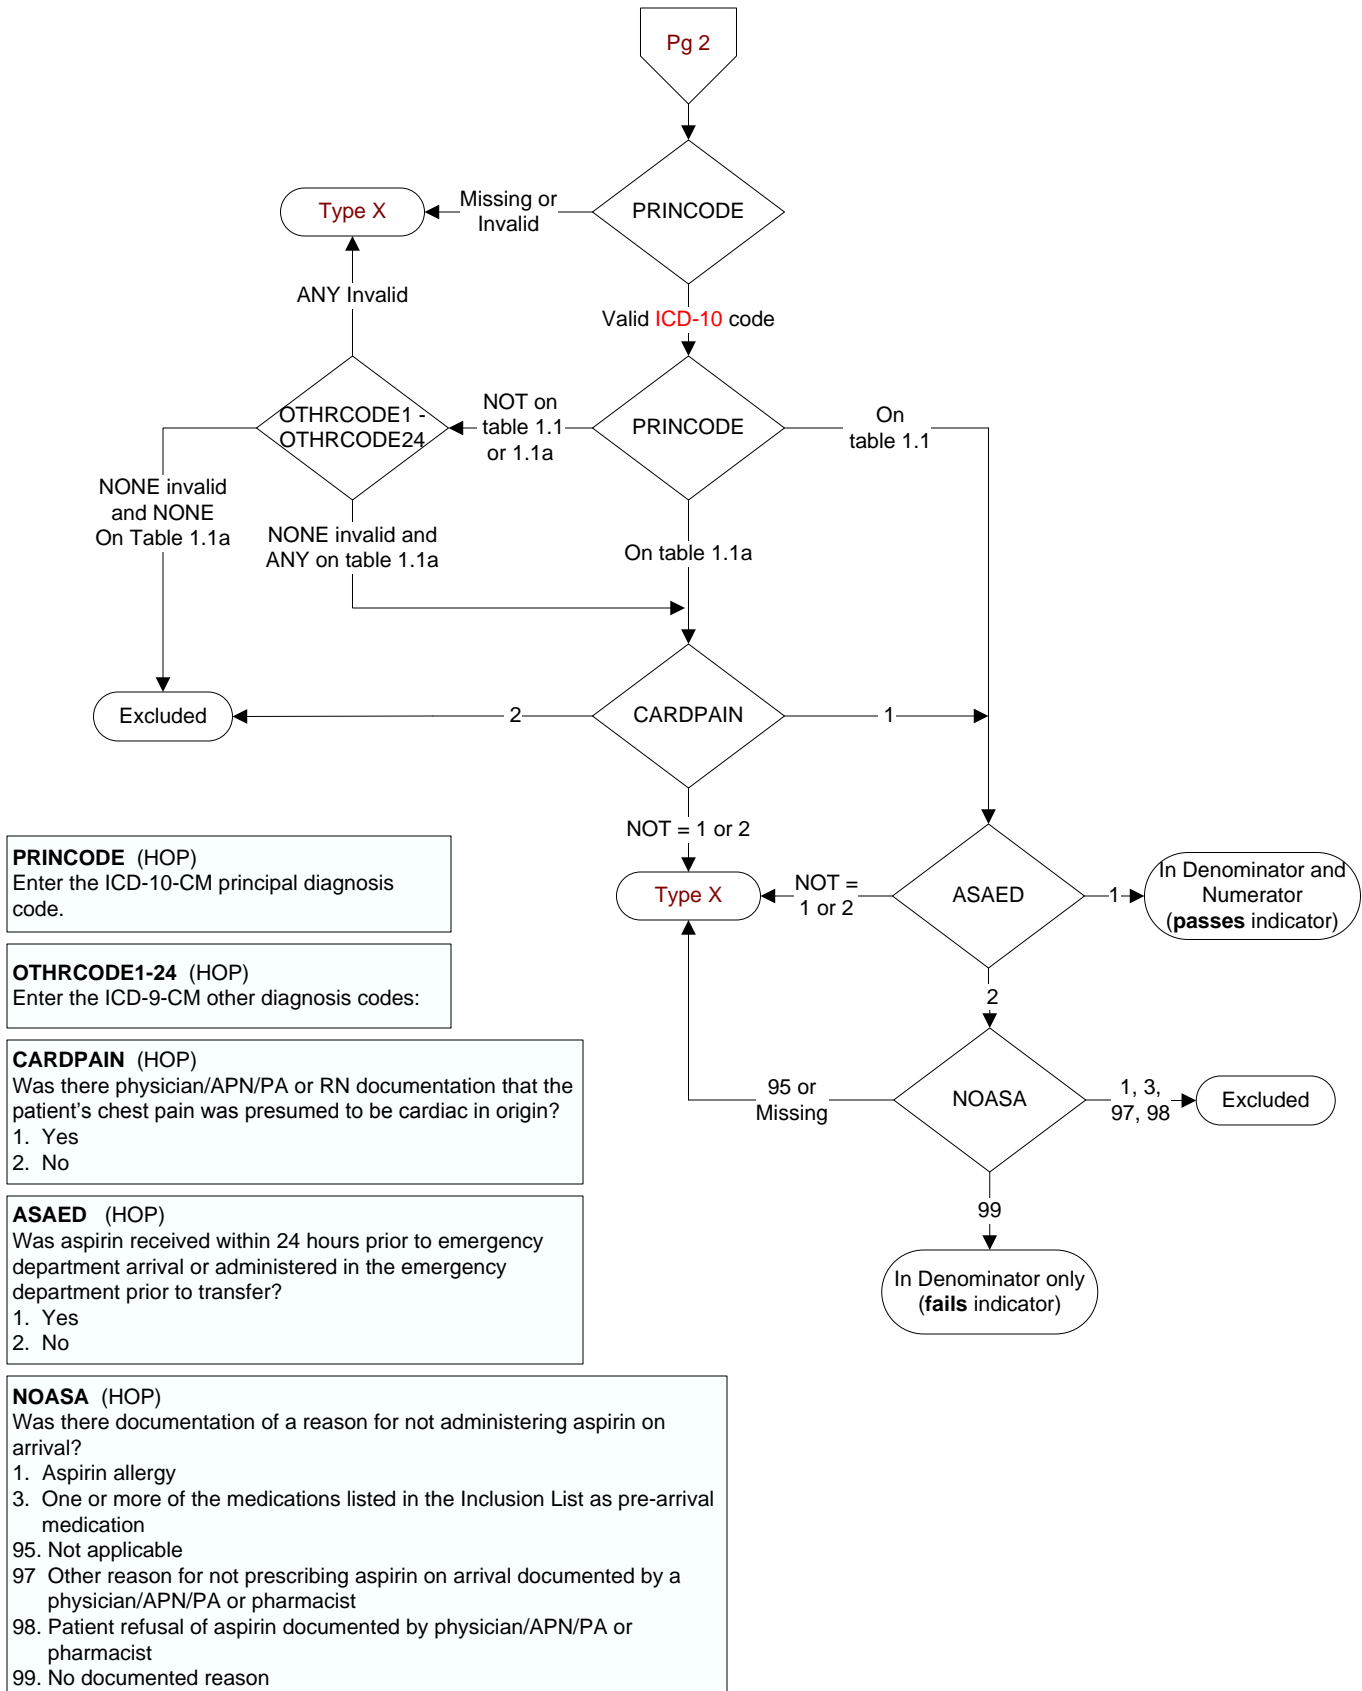 Pg 2
PRINCODE
Missing or
Invalid
Type X
ANY Invalid
Valid ICD-10 code
OTHRCODE1 -
OTHRCODE24
NOT on
table 1.1
or 1.1a
PRINCODE
On
table 1.1
NONE invalid
and NONE
On Table 1.1a
NONE invalid and
ANY on table 1.1a
On table 1.1a
Excluded
2
CARDPAIN
1
NOT = 1 or 2
Type X
NOT =
1 or 2
ASAED
1
In Denominator and
Numerator
(passes indicator)
2
95 or
Missing
NOASA
1, 3,
97, 98
Excluded
99
In Denominator only
(fails indicator)
PRINCODE (HOP)
Enter the ICD-10-CM principal diagnosis
code.
OTHRCODE1-24 (HOP)
Enter the ICD-9-CM other diagnosis codes:
CARDPAIN (HOP)
Was there physician/APN/PA or RN documentation that the
patient's chest pain was presumed to be cardiac in origin?
1. Yes
2. No
ASAED (HOP)
Was aspirin received within 24 hours prior to emergency
department arrival or administered in the emergency
department prior to transfer?
1. Yes
2. No
NOASA (HOP)
Was there documentation of a reason for not administering aspirin on
arrival?
1. Aspirin allergy
3. One or more of the medications listed in the Inclusion List as pre-arrival
medication
95. Not applicable
97 Other reason for not prescribing aspirin on arrival documented by a
physician/APN/PA or pharmacist
98. Patient refusal of aspirin documented by physician/APN/PA or
pharmacist
99. No documented reason